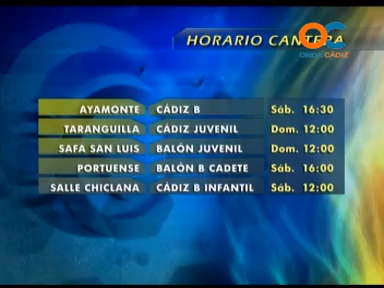 HORARIO CANTERA
OC
ONDA CÁDIZ
AYAMONTE CÁDIZ B Sáb. 16:30
TARANGUILLA CÁDIZ JUVENIL Dom. 12:00
SAFA SAN LUIS BALÓN JUVENIL Dom. 12:00
PORTUENSE BALÓN B CADETE Sáb. 16:00
SALLE CHICLANA CÁDIZ B INFANTIL Sáb. 12:00